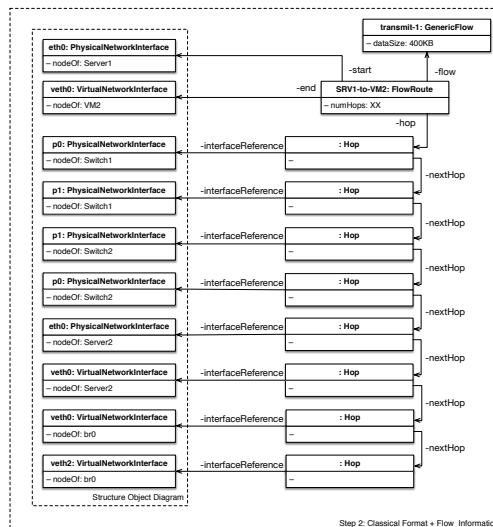 transmit-1: GenericFlow
– dataSize: 400KB
eth0: PhysicalNetworkInterface
– nodeOf: Server1
-start
-flow
veth0: VirtualNetworkInterface
– nodeOf: VM2
-end
SRV1-to-VM2: FlowRoute
– numHops: XX
-hop
p0: PhysicalNetworkInterface
– nodeOf: Switch1
-interfaceReference
: Hop
–
-nextHop
p1: PhysicalNetworkInterface
– nodeOf: Switch1
-interfaceReference
: Hop
–
-nextHop
p1: PhysicalNetworkInterface
– nodeOf: Switch2
-interfaceReference
: Hop
–
-nextHop
p0: PhysicalNetworkInterface
– nodeOf: Switch2
-interfaceReference
: Hop
–
-nextHop
eth0: PhysicalNetworkInterface
– nodeOf: Server2
-interfaceReference
: Hop
–
-nextHop
veth0: VirtualNetworkInterface
– nodeOf: Server2
-interfaceReference
: Hop
–
-nextHop
veth0: VirtualNetworkInterface
– nodeOf: br0
-interfaceReference
: Hop
–
-nextHop
veth2: VirtualNetworkInterface
– nodeOf: br0
-interfaceReference
: Hop
–
Structure Object Diagram
Step 2: Classical Format + Flow Informatio